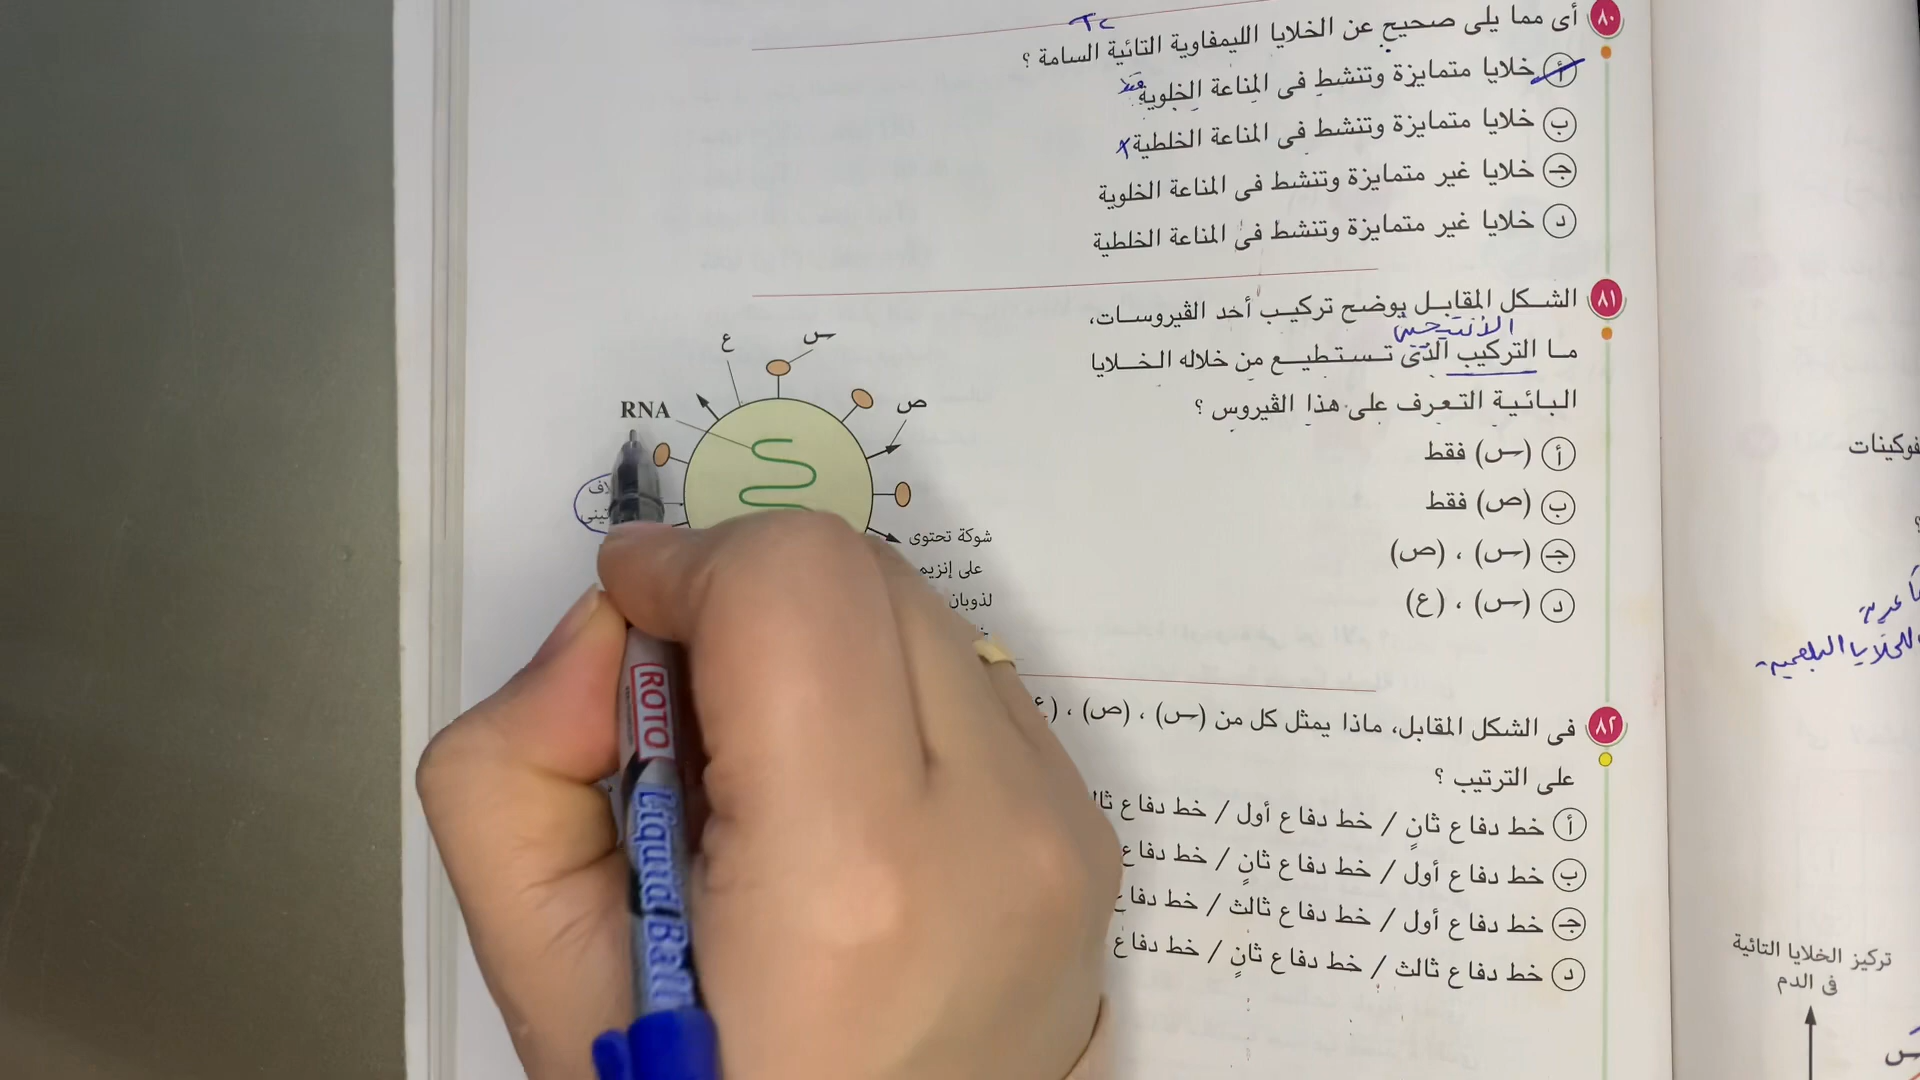 ٨٠ أى مما يلى صحيح عن الخلايا الليمفاوية التائية السامة ؟
Tc
أ خلايا متمايزة وتنشط فى المناعة الخلوية
ب خلايا متمايزة وتنشط فى المناعة الخلطية
جـ خلايا غير متمايزة وتنشط فى المناعة الخلوية
د خلايا غير متمايزة وتنشط فى المناعة الخلطية
٨١ الشكل المقابل يوضح تركيب أحد الڤيروسات،
الأنتيجين
ما التركيب الذى تستطيع من خلاله الخلايا
البائية التعرف على هذا الڤيروس ؟
أ (س) فقط
ب (ص) فقط
جـ (س) ، (ص)
د (س) ، (ع)
س
ع
ص
RNA
شوكة تحتوى
على إنزيم
لذوبان
٨٢ فى الشكل المقابل، ماذا يمثل كل من (س) ، (ص) ، (ع
على الترتيب ؟
أ خط دفاع ثانٍ / خط دفاع أول / خط دفاع
ب خط دفاع أول / خط دفاع ثانٍ / خط دفاع
جـ خط دفاع أول / خط دفاع ثالث / خط دفاع
د خط دفاع ثالث / خط دفاع ثانٍ / خط دفاع
ROTO
Liquid Ball
للخلايا البلعمية
تركيز الخلايا التائية
فى الدم
س